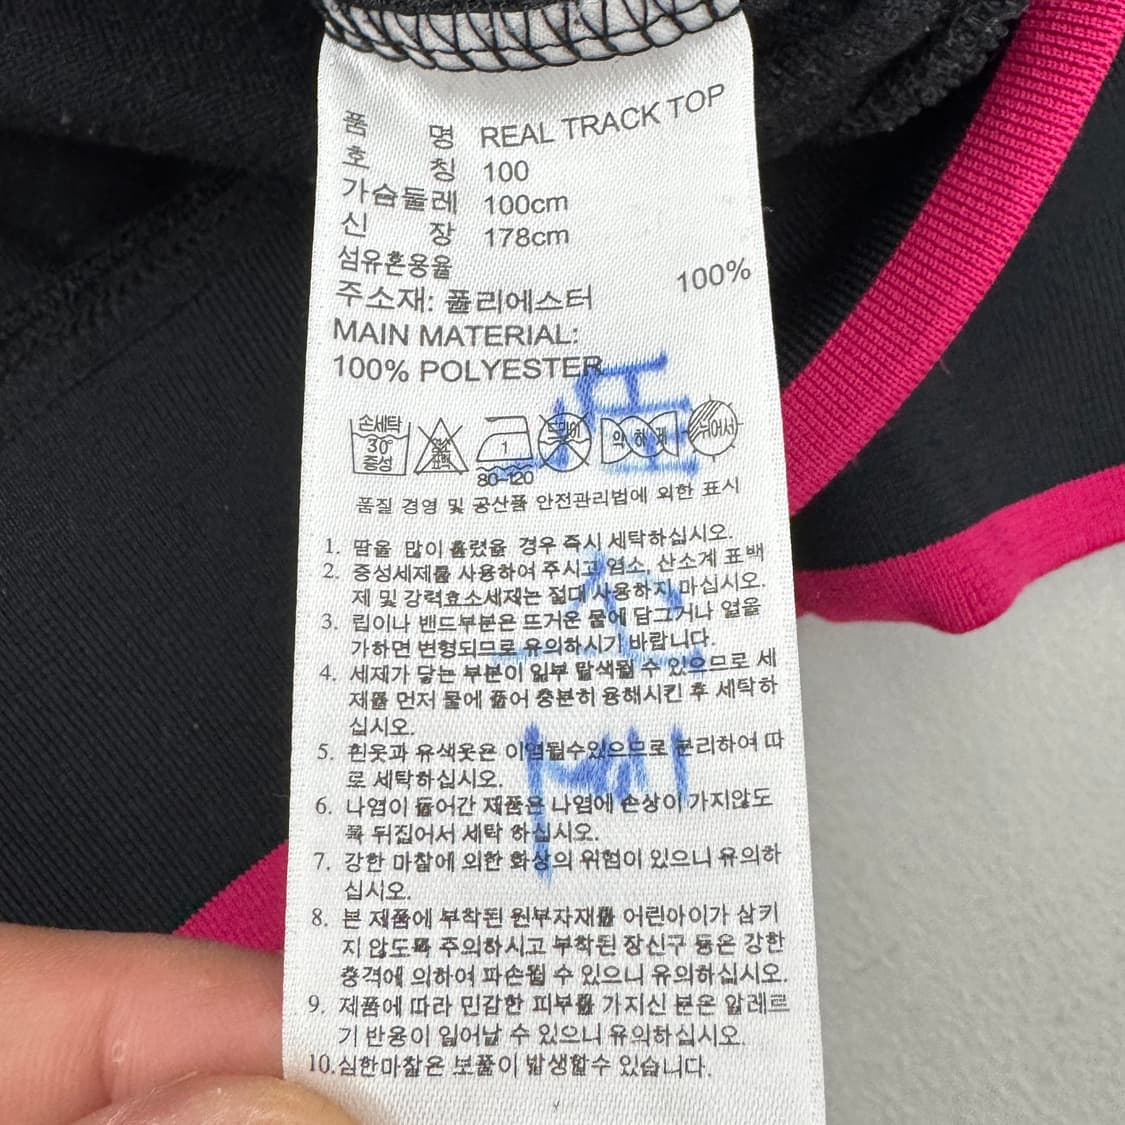 품 명 REAL TRACK TOP
호 칭 100
가슴둘레 100cm
신 장 178cm
섬유혼용율
주소재: 폴리에스터 100%
MAIN MATERIAL:
100% POLYESTER
손세탁 30° 중성 염소 표백 1 80~120 드라이 약하게 뉘어서
품질 경영 및 공산품 안전관리법에 의한 표시
1. 땀을 많이 흘렸을 경우 즉시 세탁하십시오.
2. 중성세제를 사용하여 주시고 염소, 산소계 표백
제 및 강력효소세재는 절대 사용하지 마십시오.
3. 립이나 밴드부분은 뜨거운 물에 담그거나 열을
가하면 변형되므로 유의하시기 바랍니다.
4. 세제가 닿는 부분이 일부 탈색될 수 있으므로 세
제를 먼저 물에 풀어 충분히 용해시킨 후 세탁하
십시오.
5. 흰옷과 유색옷은 이염될수있으므로 분리하여 따
로 세탁하십시오.
6. 나염이 들어간 제품은 나염에 손상이 가지않도
록 뒤집어서 세탁 하십시오.
7. 강한 마찰에 의한 화상의 위험이 있으니 유의하
십시오.
8. 본 제품에 부착된 원부자재를 어린아이가 삼키
지 않도록 주의하시고 부착된 장신구 등은 강한
충격에 의하여 파손될 수 있으니 유의하십시오.
9. 제품에 따라 민감한 피부를 가지신 분은 알레르
기 반응이 일어날 수 있으니 유의하십시오.
10.심한마찰은 보풀이 발생할수 있습니다.